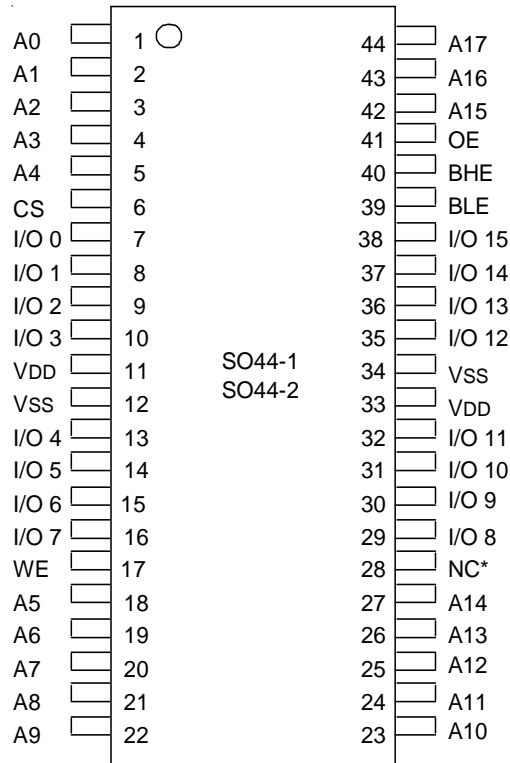 A0 1 44 A17
A1 2 43 A16
A2 3 42 A15
A3 4 41 OE
A4 5 40 BHE
CS 6 39 BLE
I/O 0 7 38 I/O 15
I/O 1 8 37 I/O 14
I/O 2 9 36 I/O 13
I/O 3 10 35 I/O 12
VDD 11 SO44-1 34 VSS
VSS 12 SO44-2 33 VDD
I/O 4 13 32 I/O 11
I/O 5 14 31 I/O 10
I/O 6 15 30 I/O 9
I/O 7 16 29 I/O 8
WE 17 28 NC*
A5 18 27 A14
A6 19 26 A13
A7 20 25 A12
A8 21 24 A11
A9 22 23 A10